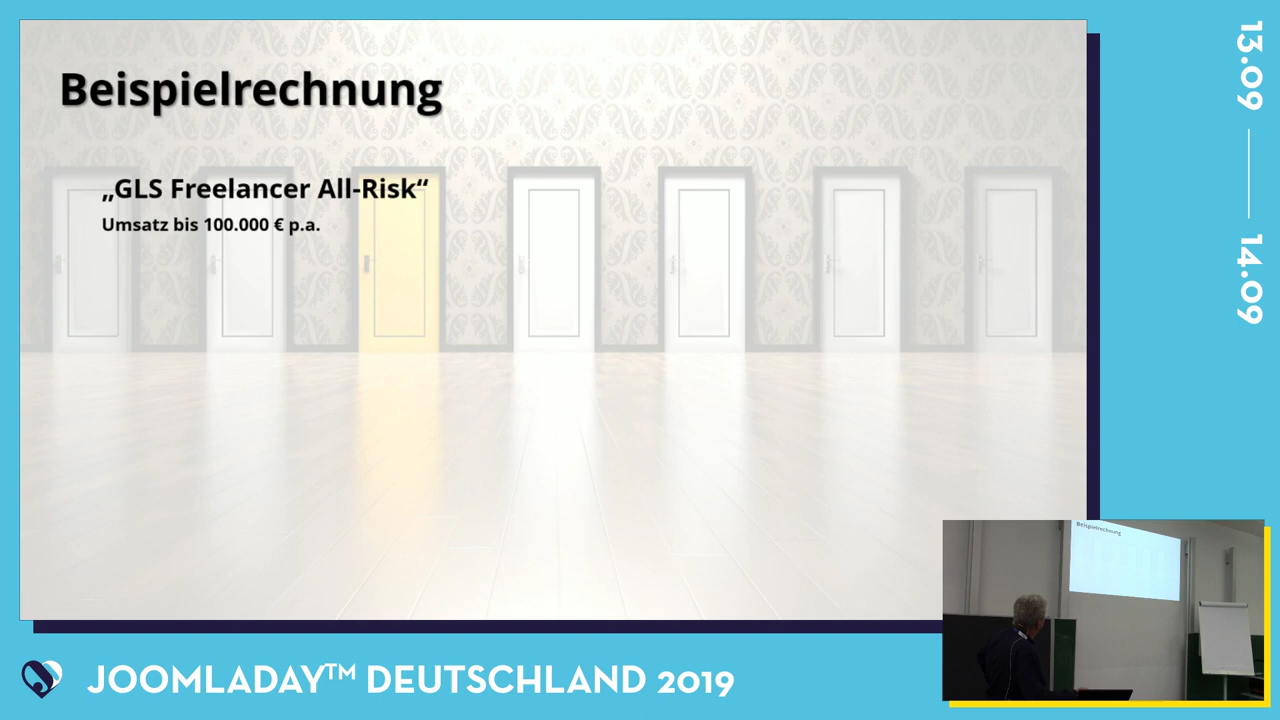 Beispielrechnung
„GLS Freelancer All-Risk“
Umsatz bis 100.000 € p.a.
13.09
14.09
Beispielrechnung
JOOMLADAY™ DEUTSCHLAND 2019